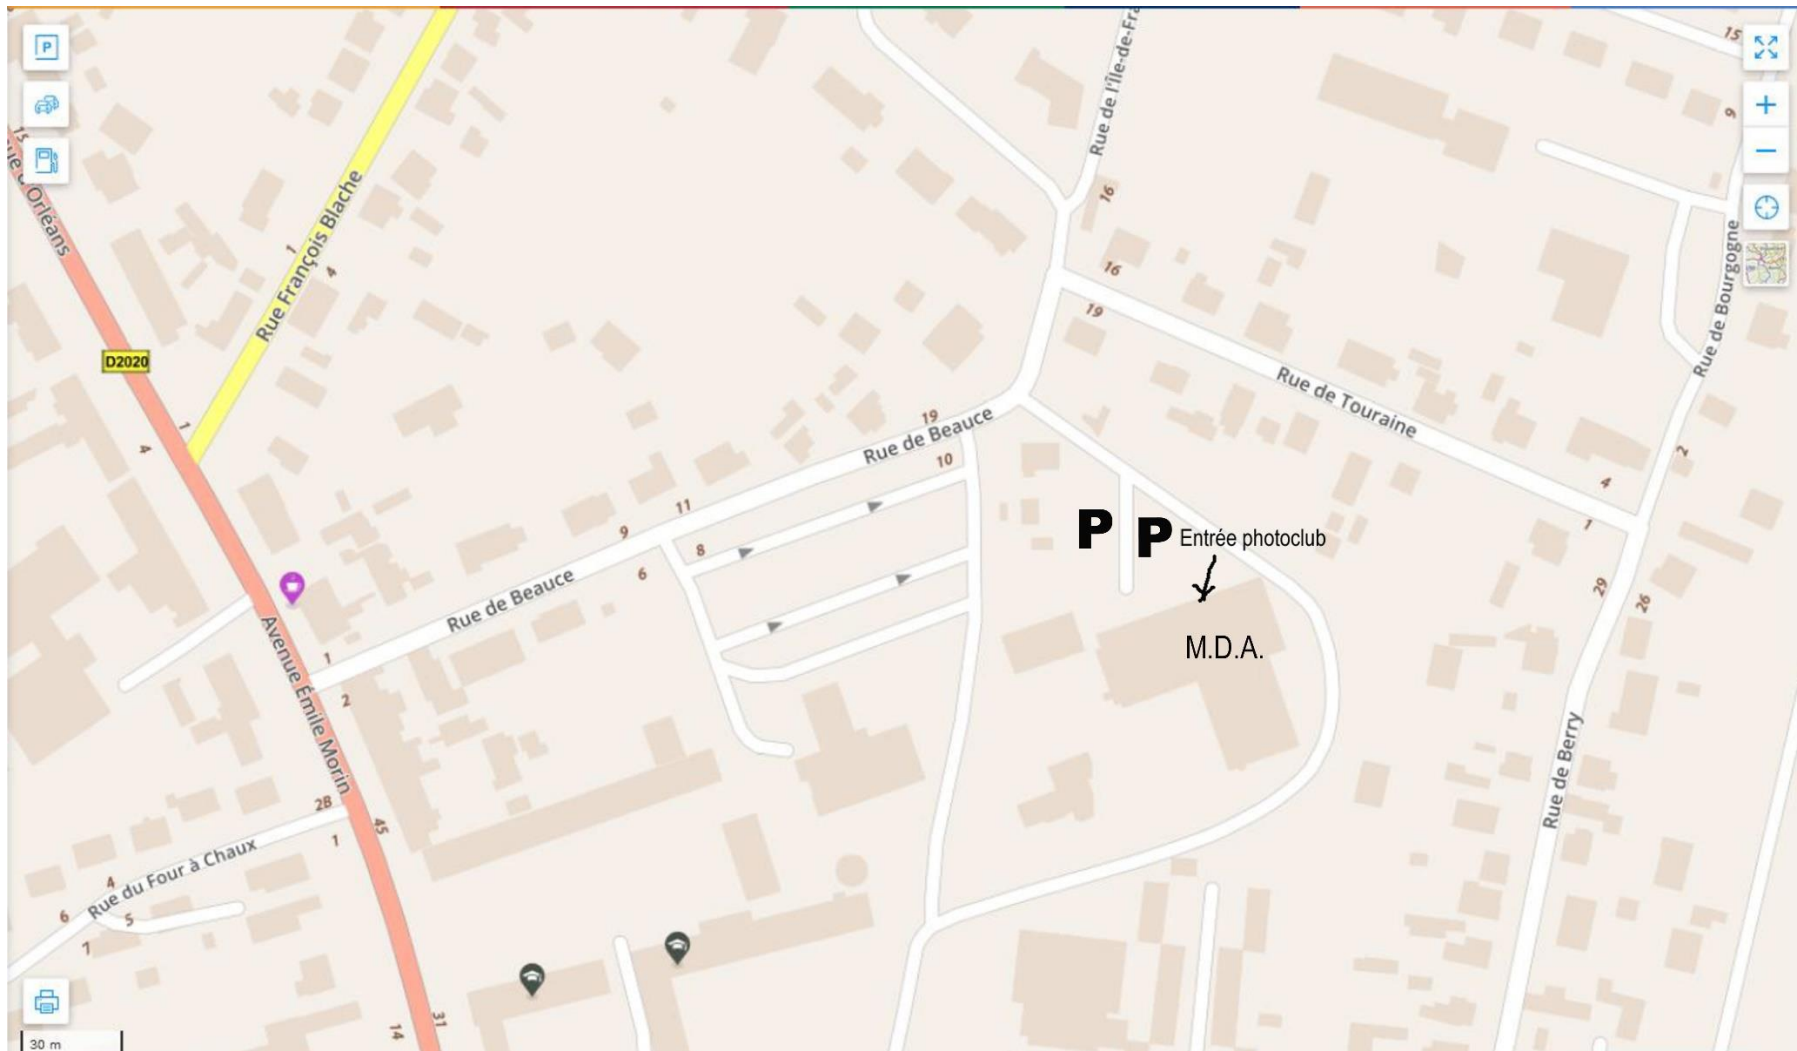 P
15
Rue de l'Île-de-Fra
15
9
ue d'Orléans
Rue François Blache
1
4
16
16
19
Rue de Bourgogne
D2020
1
4
Rue de Touraine
19
Rue de Beauce
10
11
9
8
6
2
4
1
P
P Entrée photoclub
M.D.A.
29
26
Rue de Beauce
1
2
Avenue Émile Morin
Rue de Berry
2B
45
1
Rue du Four à Chaux
4
6
5
7
14
31
30 m